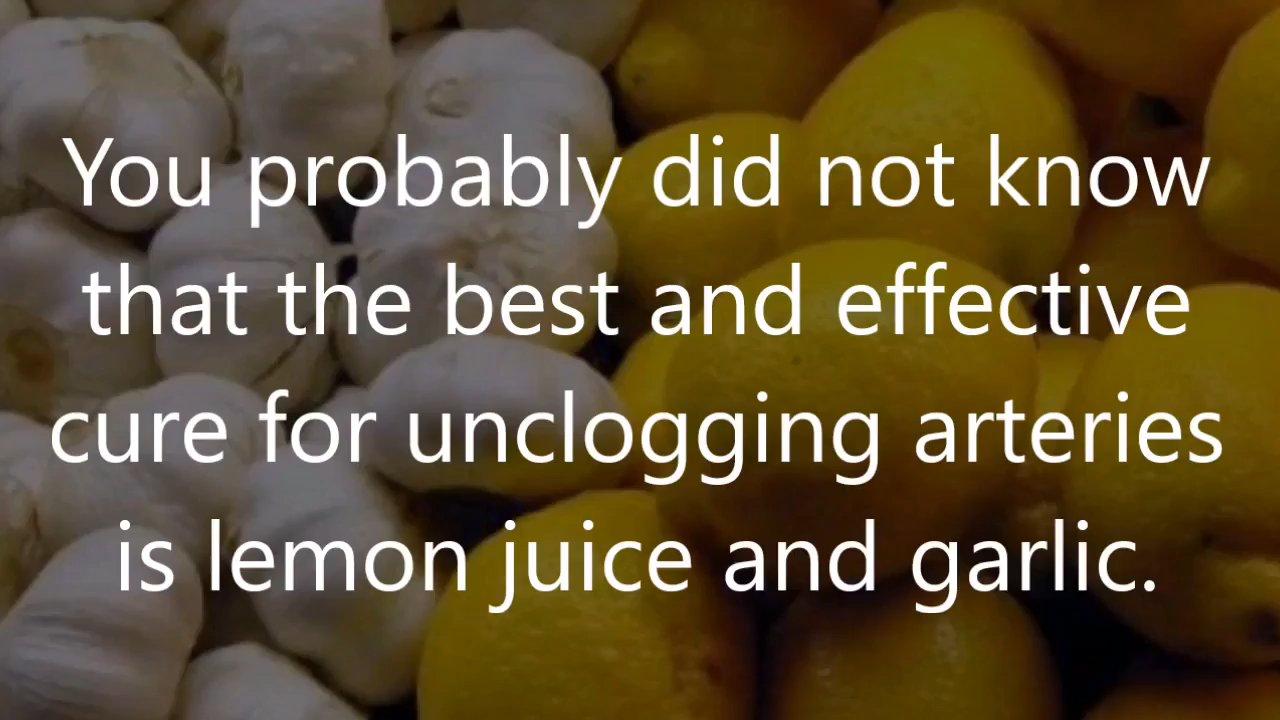 You probably did not know
that the best and effective
cure for unclogging arteries
is lemon juice and garlic.